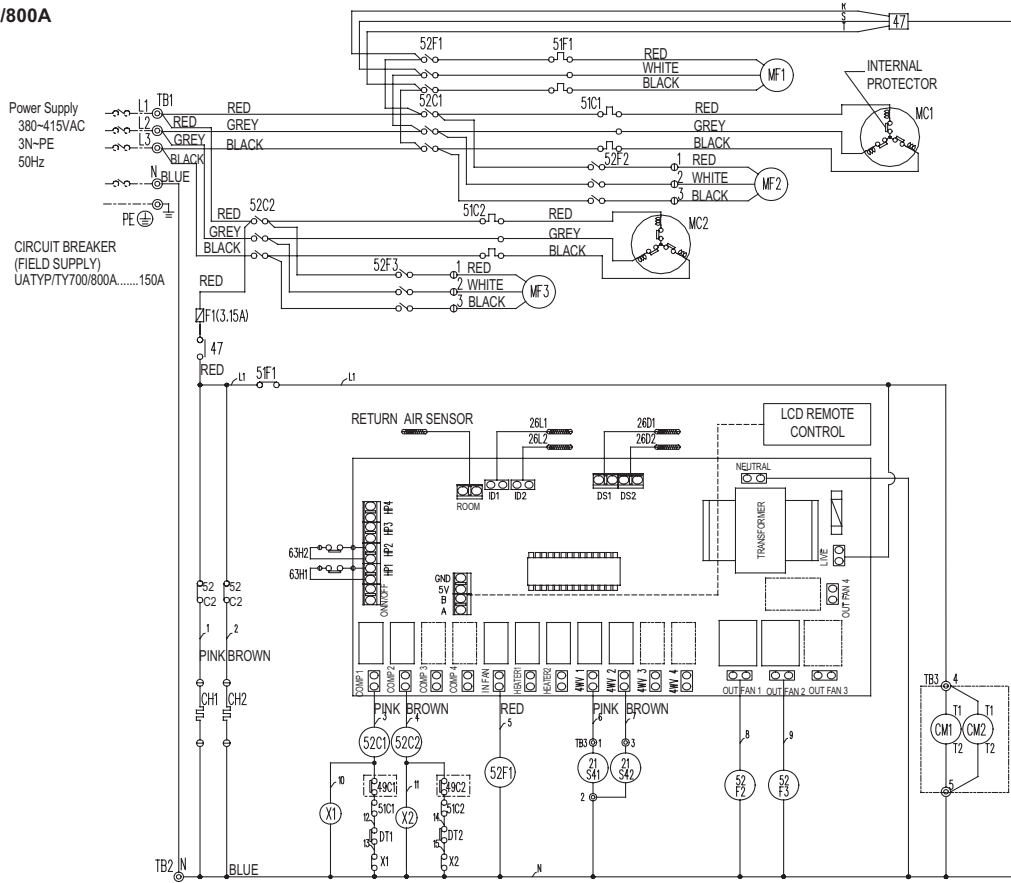 /800A
R
S
T
47
52F1
51F1
RED
WHITE
BLACK
MF1
INTERNAL
PROTECTOR
MC1
Power Supply
380~415VAC
3N~PE
50Hz
L1
L2
L3
N
TB1
RED
GREY
BLACK
RED
GREY
BLACK
BLUE
PE
52C1
51C1
RED
GREY
BLACK
52F2
1 RED
2 WHITE
3 BLACK
MF2
CIRCUIT BREAKER
(FIELD SUPPLY)
UATYP/TY700/800A.......150A
RED
GREY
BLACK
52C2
51C2
RED
GREY
BLACK
MC2
52F3
1 RED
2 WHITE
3 BLACK
MF3
RED
F1(3.15A)
47
RED
L1
51F1
L1
RETURN AIR SENSOR
26L1
26L2
26D1
26D2
LCD REMOTE
CONTROL
ROOM
ID1
ID2
DS1
DS2
NEUTRAL
TRANSFORMER
LIVE
HP4
HP3
HP2
HP1
ONN/OFF
63H2
63H1
GND
5V
B
A
OUT FAN 4
COMP 1
COMP 2
COMP 3
COMP 4
IN FAN
HEATER1
HEATER2
4WV 1
4WV 2
4WV 3
4WV 4
OUT FAN 1
OUT FAN 2
OUT FAN 3
52
C2
52
C2
1
2
PINK BROWN
CH1
CH2
PINK BROWN
3
4
RED
5
PINK BROWN
6
7
8
9
52C1
52C2
52F1
TB3
1
3
21
S41
21
S42
2
52
F2
52
F3
TB3
4
CM1
T1
T2
CM2
T1
T2
5
10
X1
49C1
51C1
12
DT1
13
X1
11
X2
49C2
51C2
14
DT2
15
X2
TB2 N
BLUE
N